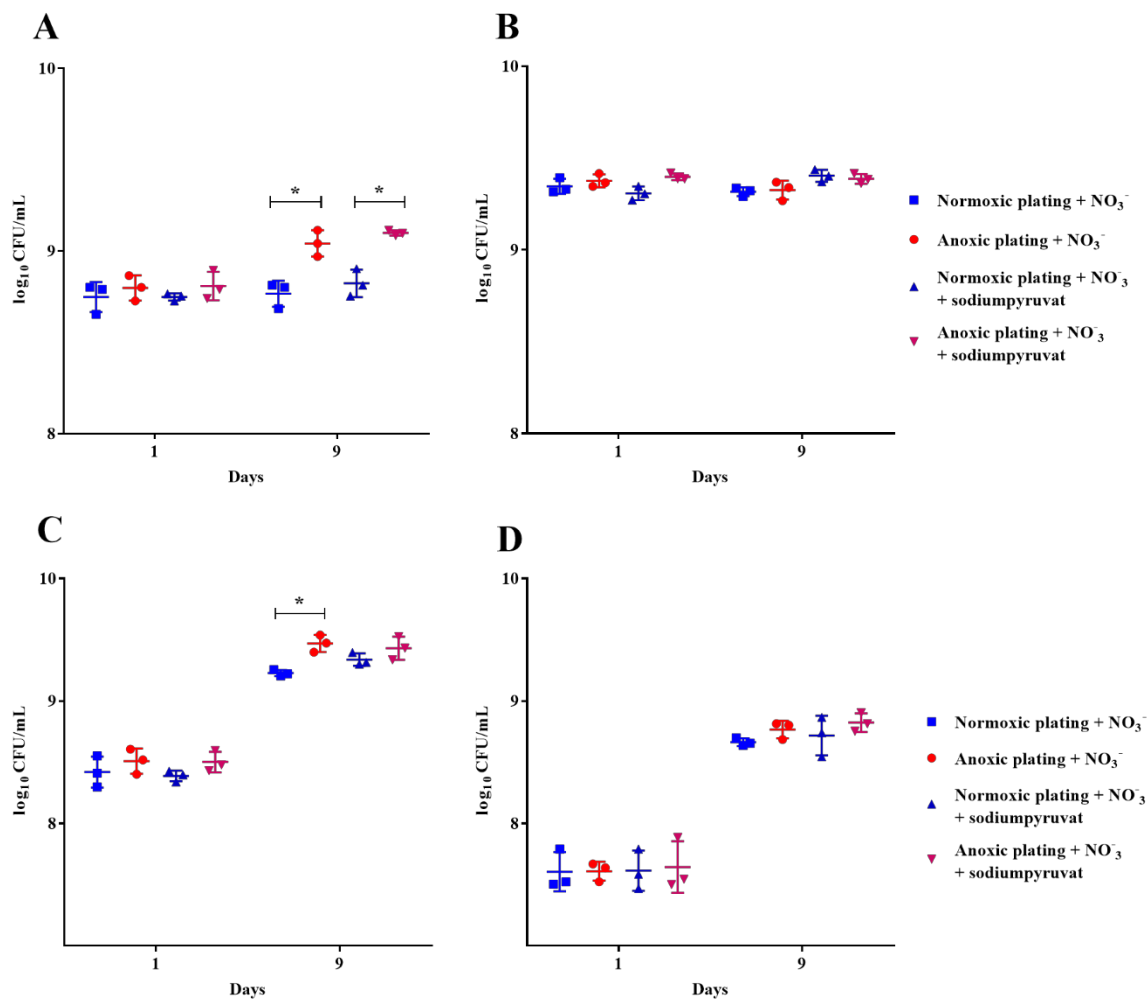 A
B
10
9
8
log₁₀ CFU/mL
*
*
1
9
Days
10
9
8
log₁₀ CFU/mL
1
9
Days
Normoxic plating + NO₃⁻
Anoxic plating + NO₃⁻
Normoxic plating + NO⁻₃
+ sodiumpyruvat
Anoxic plating + NO⁻₃
+ sodiumpyruvat
C
D
10
9
8
log₁₀ CFU/mL
*
1
9
Days
10
9
8
log₁₀ CFU/mL
1
9
Days
Normoxic plating + NO₃⁻
Anoxic plating + NO₃⁻
Normoxic plating + NO⁻₃
+ sodiumpyruvat
Anoxic plating + NO⁻₃
+ sodiumpyruvat